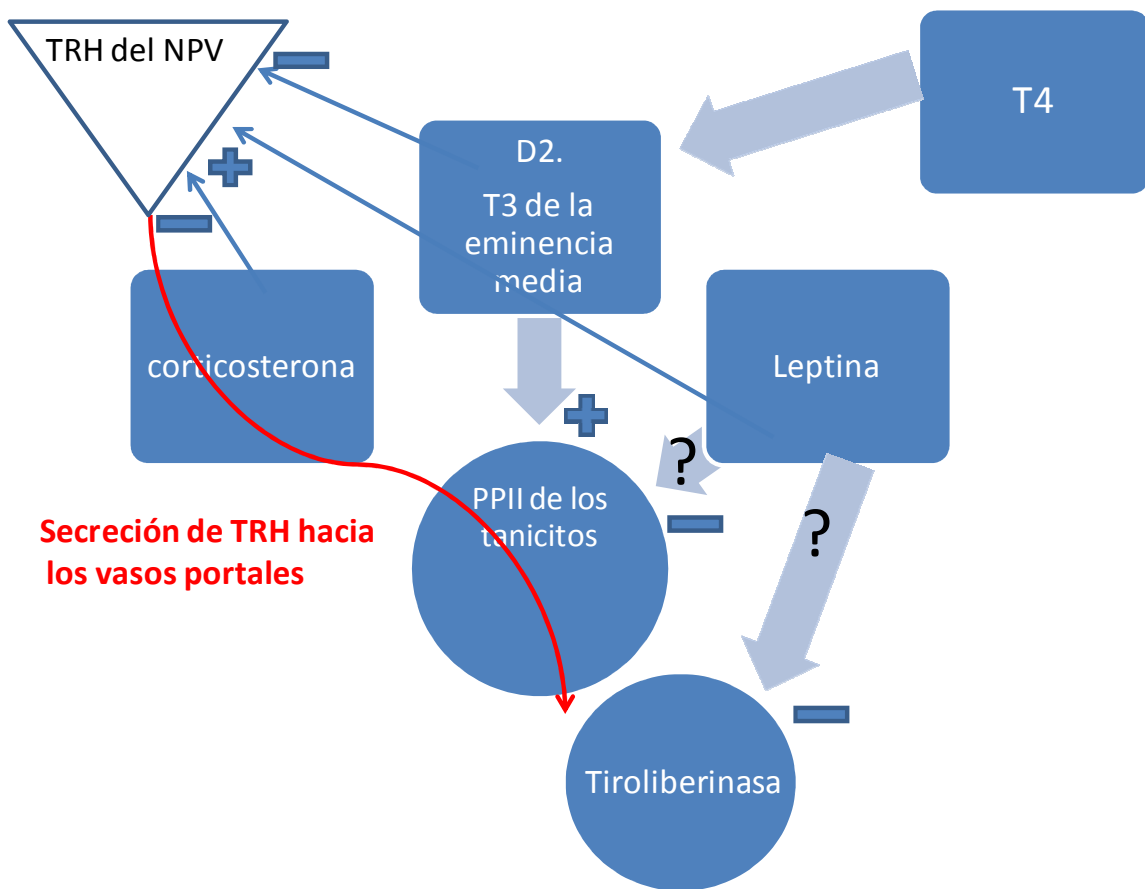 TRH del NPV
T4
D2.
T3 de la
eminencia
media
corticosterona
Leptina
?
PPII de los
tanicitos
?
Secreción de TRH hacia
los vasos portales
Tiroliberinasa